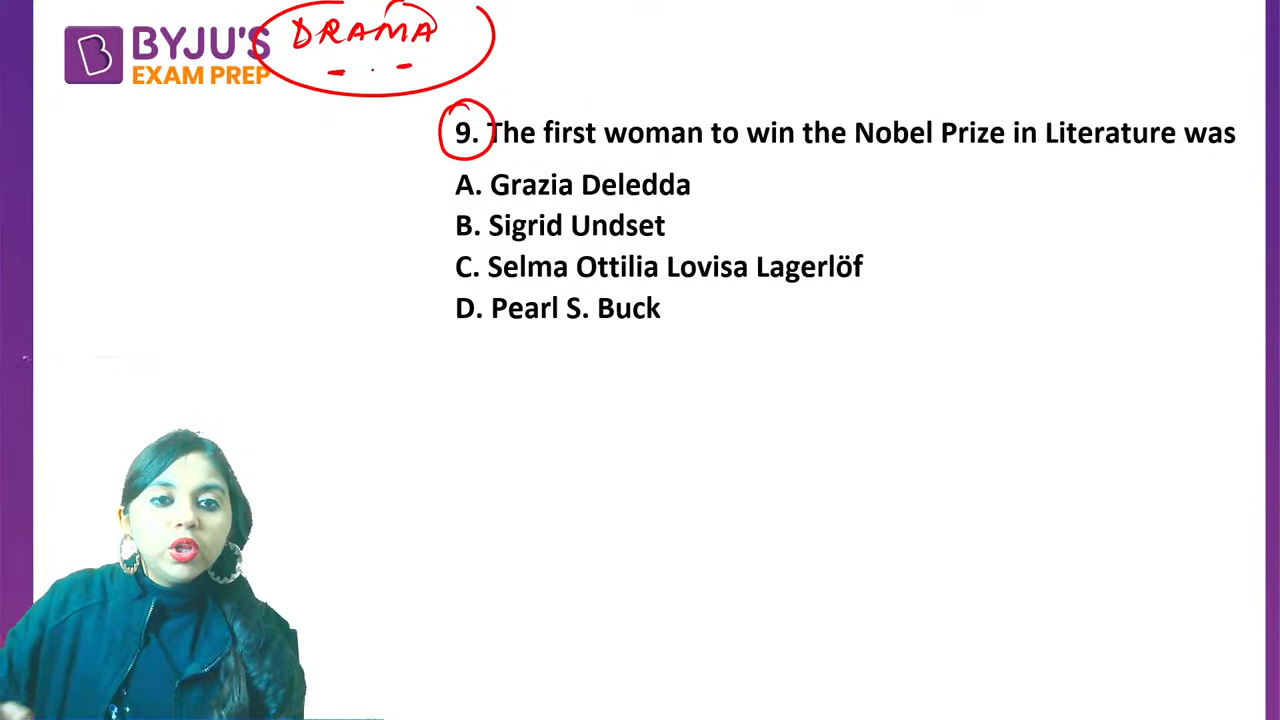 BYJU'S
EXAM PREP
DRAMA
9. The first woman to win the Nobel Prize in Literature was
A. Grazia Deledda
B. Sigrid Undset
C. Selma Ottilia Lovisa Lagerlöf
D. Pearl S. Buck